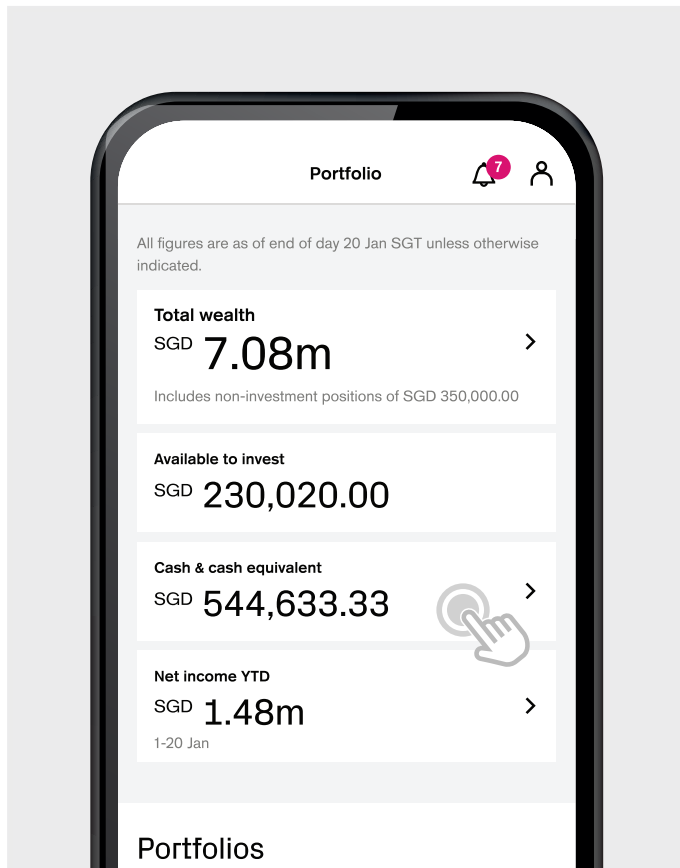 Portfolio
7
All figures are as of end of day 20 Jan SGT unless otherwise
indicated.
Total wealth
SGD 7.08m
Includes non-investment positions of SGD 350,000.00
Available to invest
SGD 230,020.00
Cash & cash equivalent
SGD 544,633.33
Net income YTD
SGD 1.48m
1-20 Jan
Portfolios